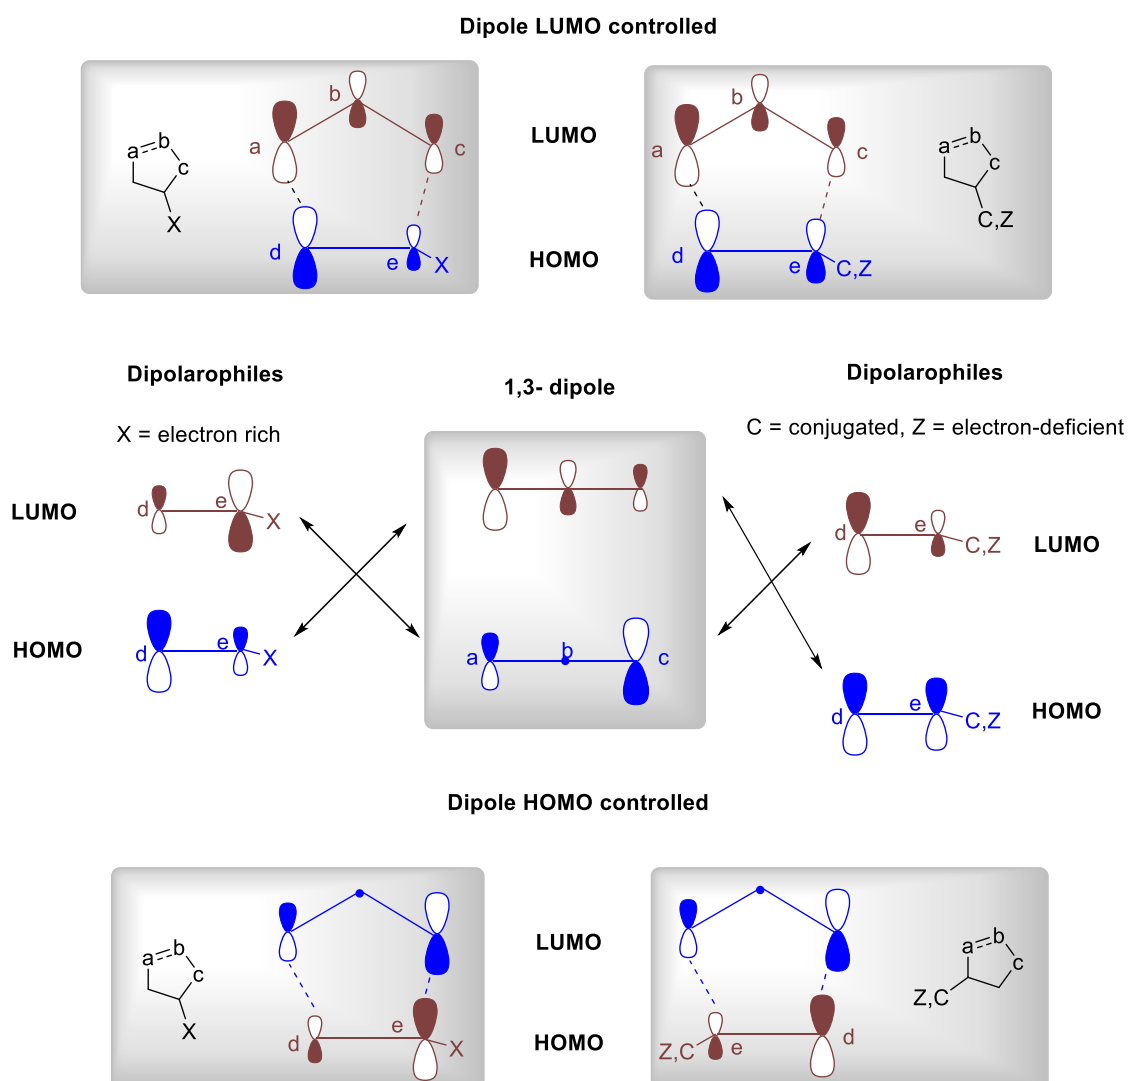 Dipole LUMO controlled
b
b
a
c
LUMO
a
c
a
b
c
X
a
b
c
C,Z
d
e
X
HOMO
d
e
C,Z
Dipolarophiles
1,3- dipole
Dipolarophiles
X = electron rich
C = conjugated, Z = electron-deficient
LUMO
d
e
X
d
e
C,Z
LUMO
HOMO
d
e
X
a
b
c
d
e
C,Z
HOMO
Dipole HOMO controlled
a
b
c
X
LUMO
a
b
c
Z,C
d
e
X
HOMO
Z,C
e
d